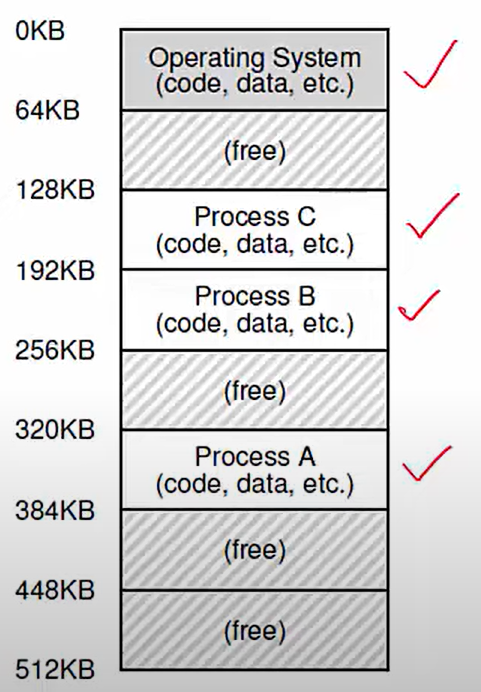 0KB
Operating System
(code, data, etc.)
64KB
(free)
128KB
Process C
(code, data, etc.)
192KB
Process B
(code, data, etc.)
256KB
(free)
320KB
Process A
(code, data, etc.)
384KB
(free)
448KB
(free)
512KB